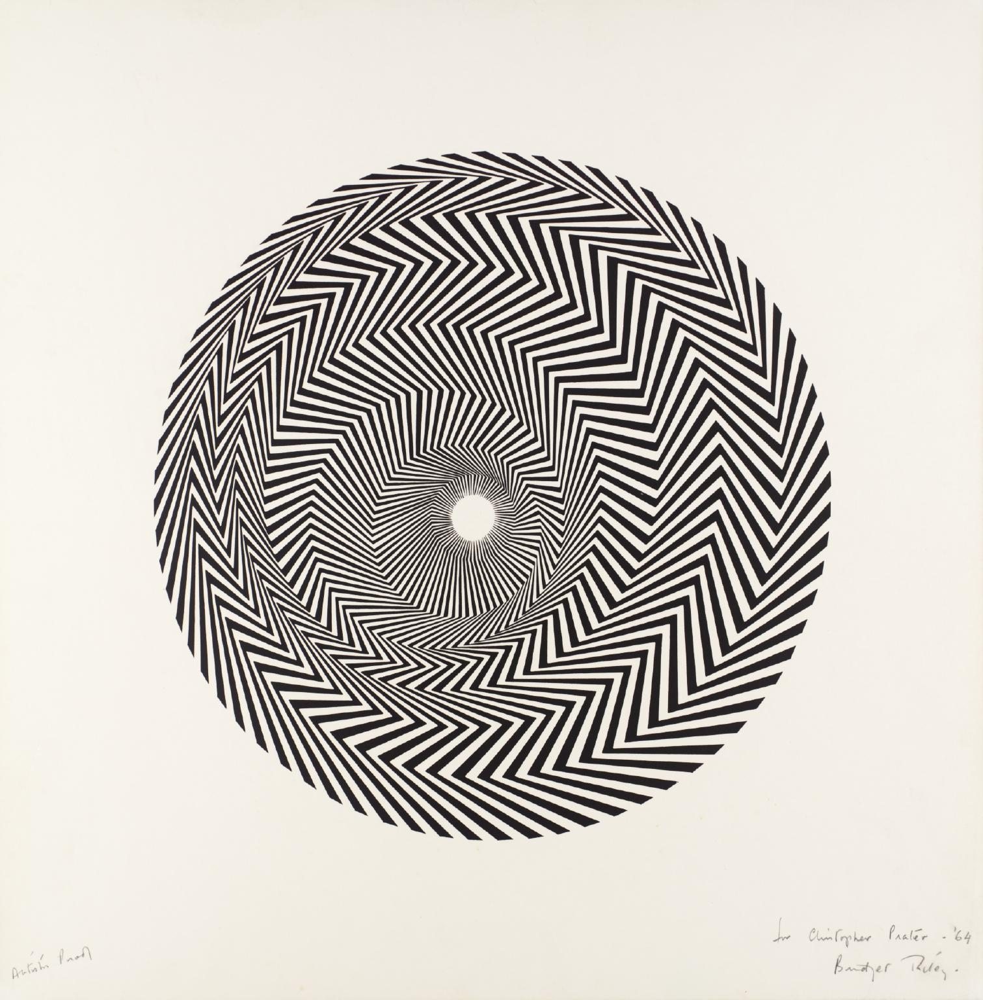 Artist's Proof
for Christopher Prater - '64
Bridget Riley.